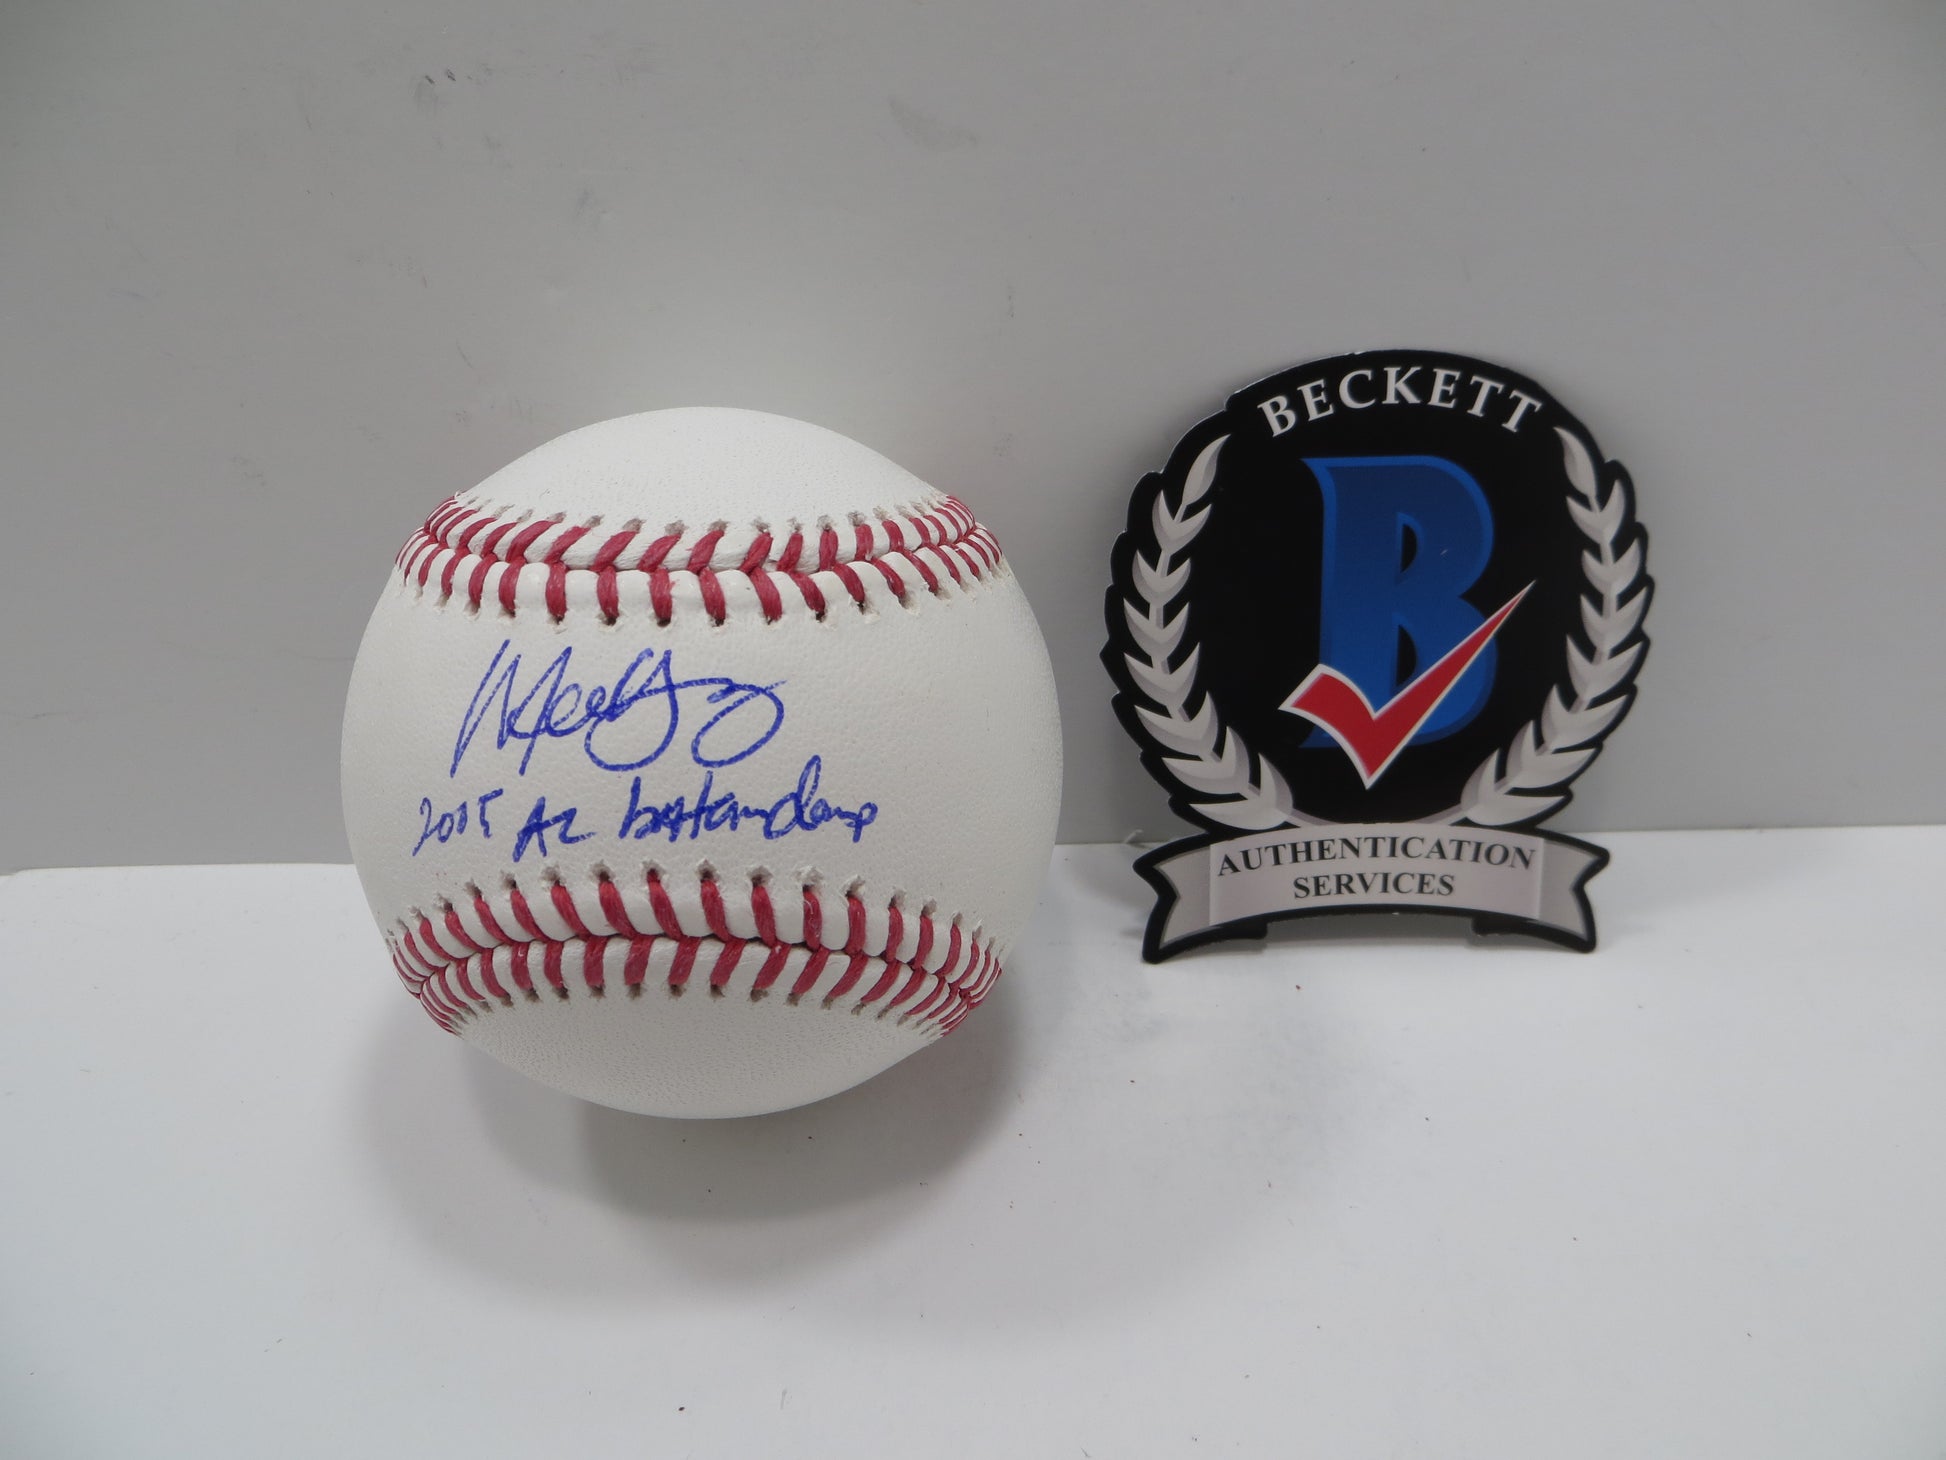 2005 AL batting champ
BECKETT
B
AUTHENTICATION
SERVICES